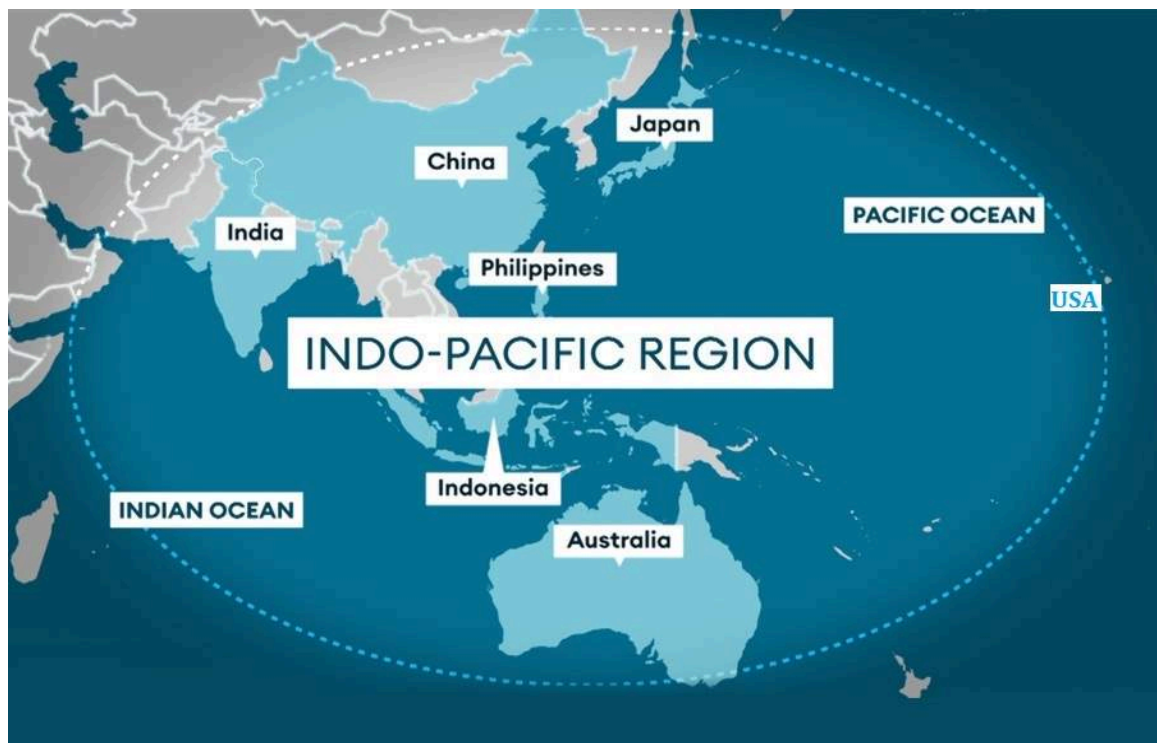 Japan
China
PACIFIC OCEAN
India
Philippines
USA
INDO-PACIFIC REGION
Indonesia
INDIAN OCEAN
Australia